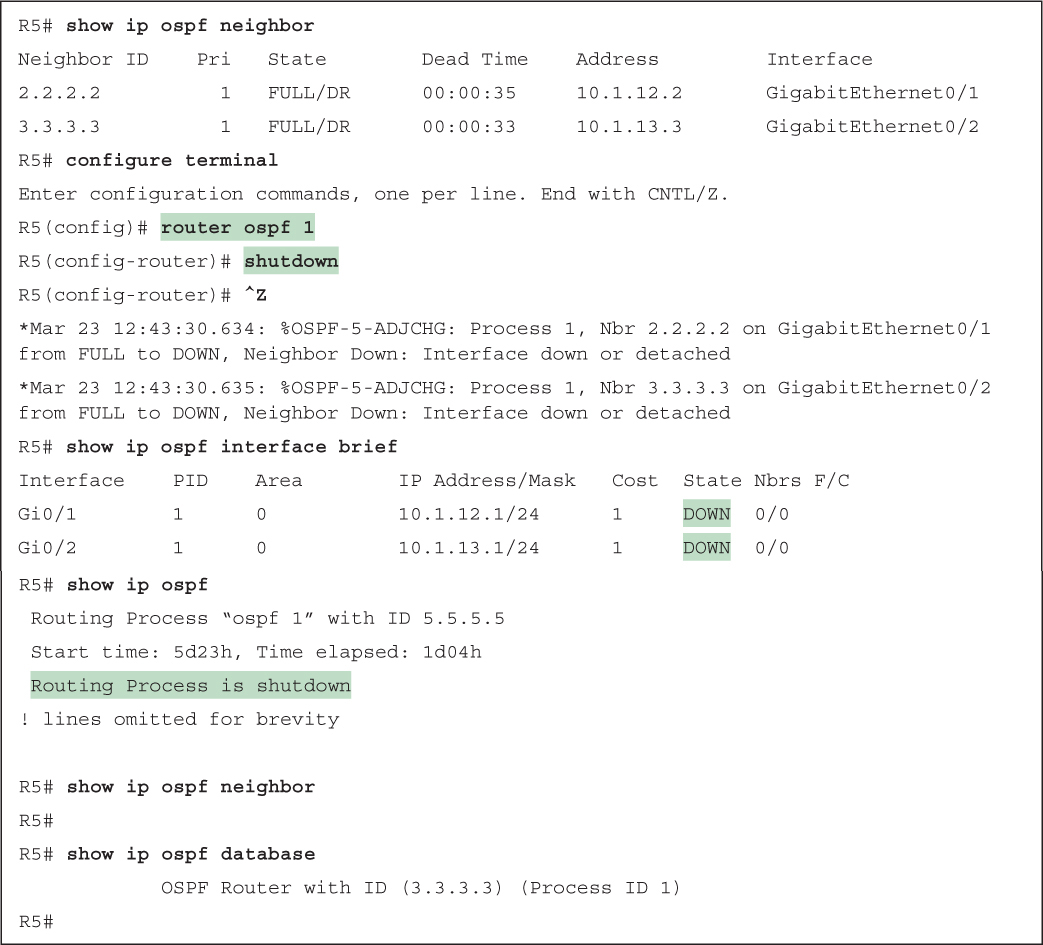 R5# show ip ospf neighbor
Neighbor ID Pri State Dead Time Address Interface
2.2.2.2 1 FULL/DR 00:00:35 10.1.12.2 GigabitEthernet0/1
3.3.3.3 1 FULL/DR 00:00:33 10.1.13.3 GigabitEthernet0/2
R5# configure terminal
Enter configuration commands, one per line. End with CNTL/Z.
R5(config)# router ospf 1
R5(config-router)# shutdown
R5(config-router)# ^Z
*Mar 23 12:43:30.634: %OSPF-5-ADJCHG: Process 1, Nbr 2.2.2.2 on GigabitEthernet0/1
from FULL to DOWN, Neighbor Down: Interface down or detached
*Mar 23 12:43:30.635: %OSPF-5-ADJCHG: Process 1, Nbr 3.3.3.3 on GigabitEthernet0/2
from FULL to DOWN, Neighbor Down: Interface down or detached
R5# show ip ospf interface brief
Interface PID Area IP Address/Mask Cost State Nbrs F/C
Gi0/1 1 0 10.1.12.1/24 1 DOWN 0/0
Gi0/2 1 0 10.1.13.1/24 1 DOWN 0/0
R5# show ip ospf
Routing Process “ospf 1” with ID 5.5.5.5
Start time: 5d23h, Time elapsed: 1d04h
Routing Process is shutdown
! lines omitted for brevity
R5# show ip ospf neighbor
R5#
R5# show ip ospf database
OSPF Router with ID (3.3.3.3) (Process ID 1)
R5#